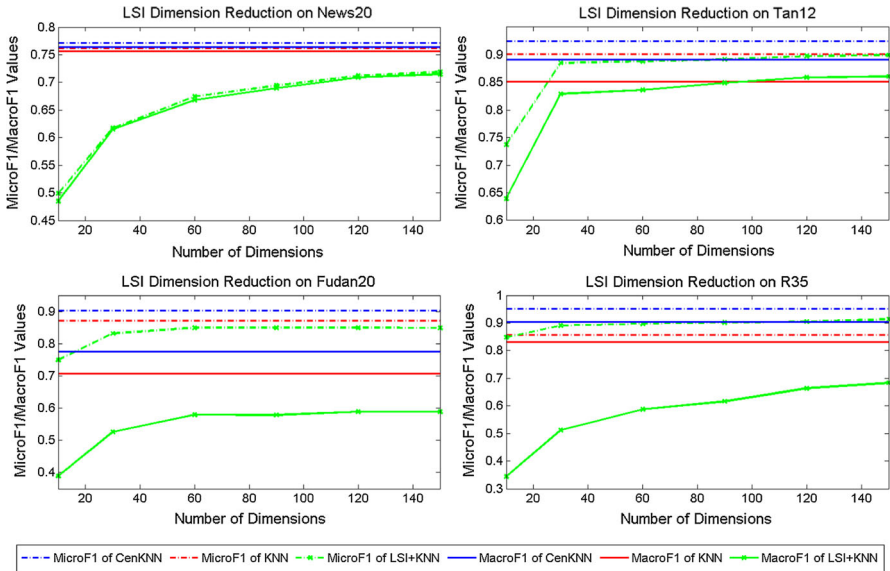 LSI Dimension Reduction on News20
MicroF1/MacroF1 Values
0.8
0.75
0.7
0.65
0.6
0.55
0.5
0.45
20 40 60 80 100 120 140
Number of Dimensions
LSI Dimension Reduction on Tan12
MicroF1/MacroF1 Values
0.9
0.85
0.8
0.75
0.7
0.65
0.6
20 40 60 80 100 120 140
Number of Dimensions
LSI Dimension Reduction on Fudan20
MicroF1/MacroF1 Values
0.9
0.8
0.7
0.6
0.5
0.4
20 40 60 80 100 120 140
Number of Dimensions
LSI Dimension Reduction on R35
MicroF1/MacroF1 Values
1
0.9
0.8
0.7
0.6
0.5
0.4
0.3
20 40 60 80 100 120 140
Number of Dimensions
MicroF1 of CenKNN MicroF1 of KNN MicroF1 of LSI+KNN MacroF1 of CenKNN MacroF1 of KNN MacroF1 of LSI+KNN